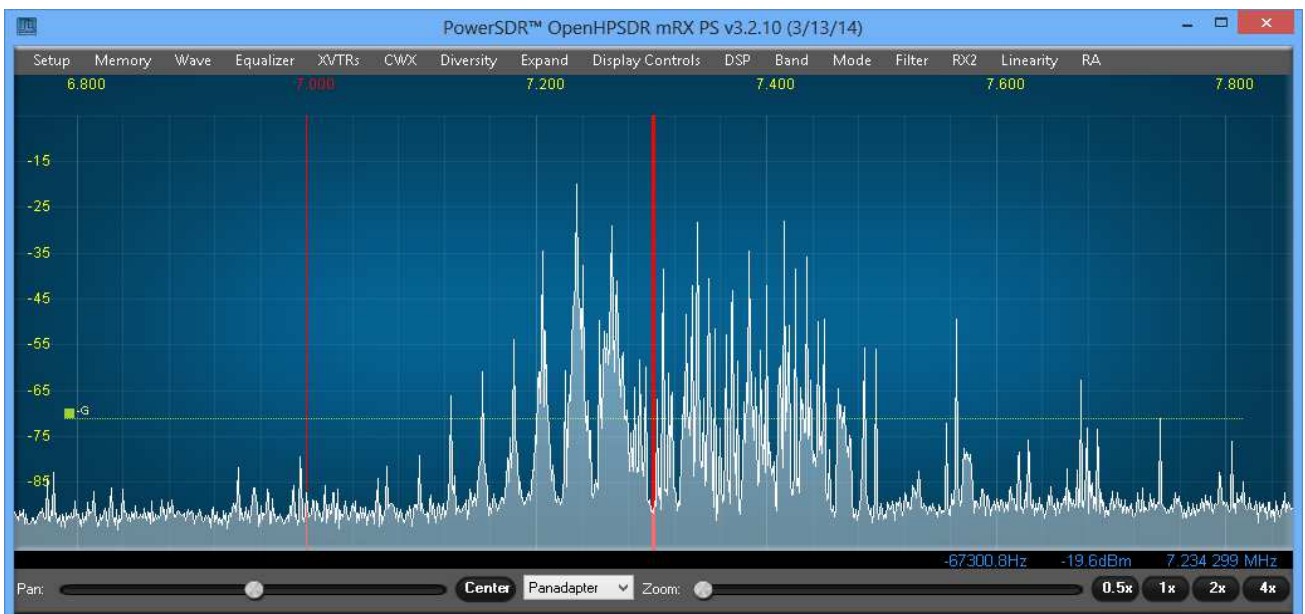 PowerSDR™ OpenHPSDR mRX PS v3.2.10 (3/13/14)
Setup Memory Wave Equalizer XVTRs CWX Diversity Expand Display Controls DSP Band Mode Filter RX2 Linearity RA
6.800 7.000 7.200 7.400 7.600 7.800
-15
-25
-35
-45
-55
-65
-G
-75
-85
-67300.8Hz -19.6dBm 7.234 299 MHz
Pan: Center Panadapter Zoom: 0.5x 1x 2x 4x